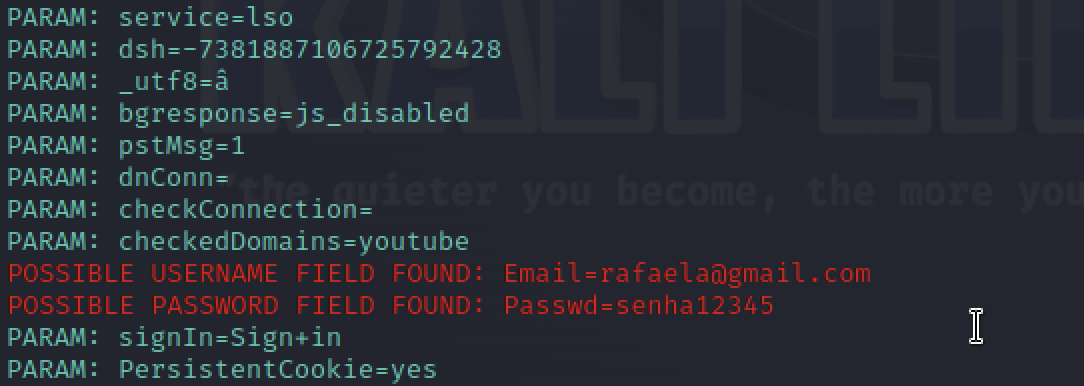 PARAM: service=lso
PARAM: dsh=-7381887106725792428
PARAM: _utf8=â
PARAM: bgresponse=js_disabled
PARAM: pstMsg=1
PARAM: dnConn=
PARAM: checkConnection=
PARAM: checkedDomains=youtube
POSSIBLE USERNAME FIELD FOUND: Email=rafaela@gmail.com
POSSIBLE PASSWORD FIELD FOUND: Passwd=senha12345
PARAM: signIn=Sign+in
PARAM: PersistentCookie=yes
KALI
"the quieter you become, the more you